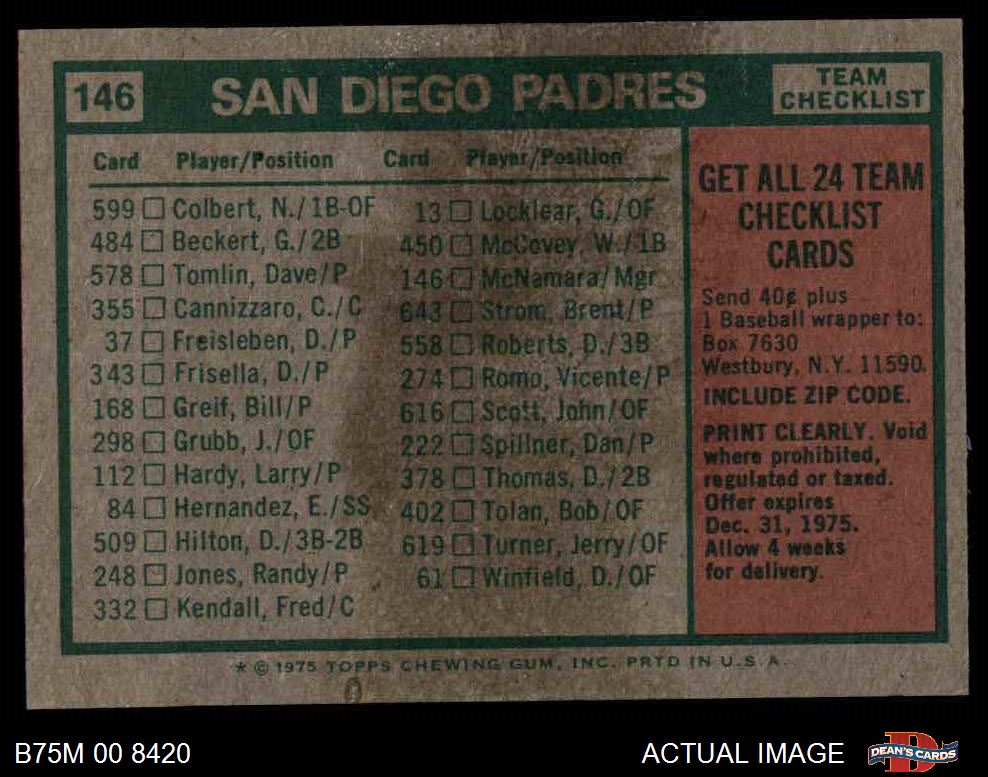 146
SAN DIEGO PADRES
TEAM
CHECKLIST
Card Player/Position
599 Colbert, N./1B-OF
484 Beckert, G./2B
578 Tomlin, Dave/P
355 Cannizzaro, C./C
37 Freisleben, D./P
343 Frisella, D./P
168 Greif, Bill/P
298 Grubb, J./OF
112 Hardy, Larry/P
84 Hernandez, E./SS
509 Hilton, D./3B-2B
248 Jones, Randy/P
332 Kendall, Fred/C
Card Player/Position
13 Locklear, G./OF
450 McCovey, W./1B
146 McNamara/Mgr
643 Strom, Brent/P
558 Roberts, D./3B
274 Romo, Vicente/P
616 Scott, John/OF
222 Spillner, Dan/P
378 Thomas, D./2B
402 Tolan, Bob/OF
619 Turner, Jerry/OF
61 Winfield, D./OF
GET ALL 24 TEAM
CHECKLIST
CARDS
Send 40¢ plus
1 Baseball wrapper to:
Box 7630
Westbury, N.Y. 11590.
INCLUDE ZIP CODE.
PRINT CLEARLY. Void
where prohibited,
regulated or taxed.
Offer expires
Dec. 31, 1975.
Allow 4 weeks
for delivery.
* © 1975 TOPPS CHEWING GUM, INC. PRTD IN U.S.A.
B75M 00 8420
ACTUAL IMAGE
DEAN'S CARDS